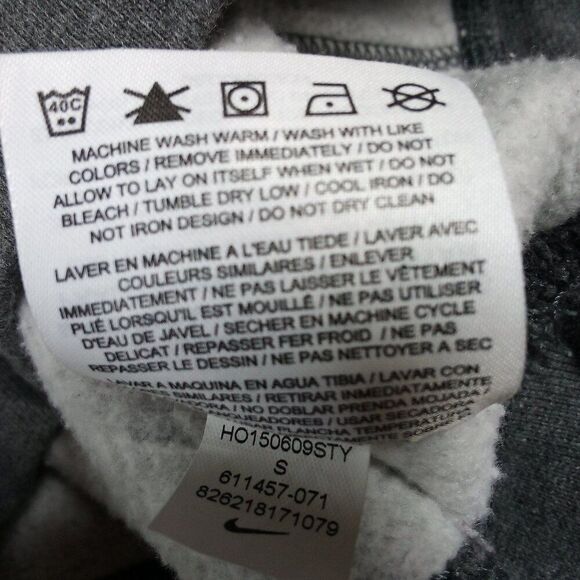 40C
MACHINE WASH WARM / WASH WITH LIKE
COLORS / REMOVE IMMEDIATELY / DO NOT
ALLOW TO LAY ON ITSELF WHEN WET / DO NOT
BLEACH / TUMBLE DRY LOW / COOL IRON / DO
NOT IRON DESIGN / DO NOT DRY CLEAN
LAVER EN MACHINE A L'EAU TIEDE / LAVER AVEC
COULEURS SIMILAIRES / ENLEVER
IMMEDIATEMENT / NE PAS LAISSER LE VÊTEMENT
PLIÉ LORSQU'IL EST MOUILLÉ / NE PAS UTILISER
D'EAU DE JAVEL / SECHER EN MACHINE CYCLE
DELICAT / REPASSER FER FROID / NE PAS
REPASSER LE DESSIN / NE PAS NETTOYER A SEC
LAVAR A MAQUINA EN AGUA TIBIA / LAVAR CON
SIMILARES / RETIRAR INMEDIATAMENTE
/ NO DOBLAR PRENDA MOJADA /
USAR SECADORA
PLANCHA TEMPERATURA
HO150609STY
S
611457-071
826218171079